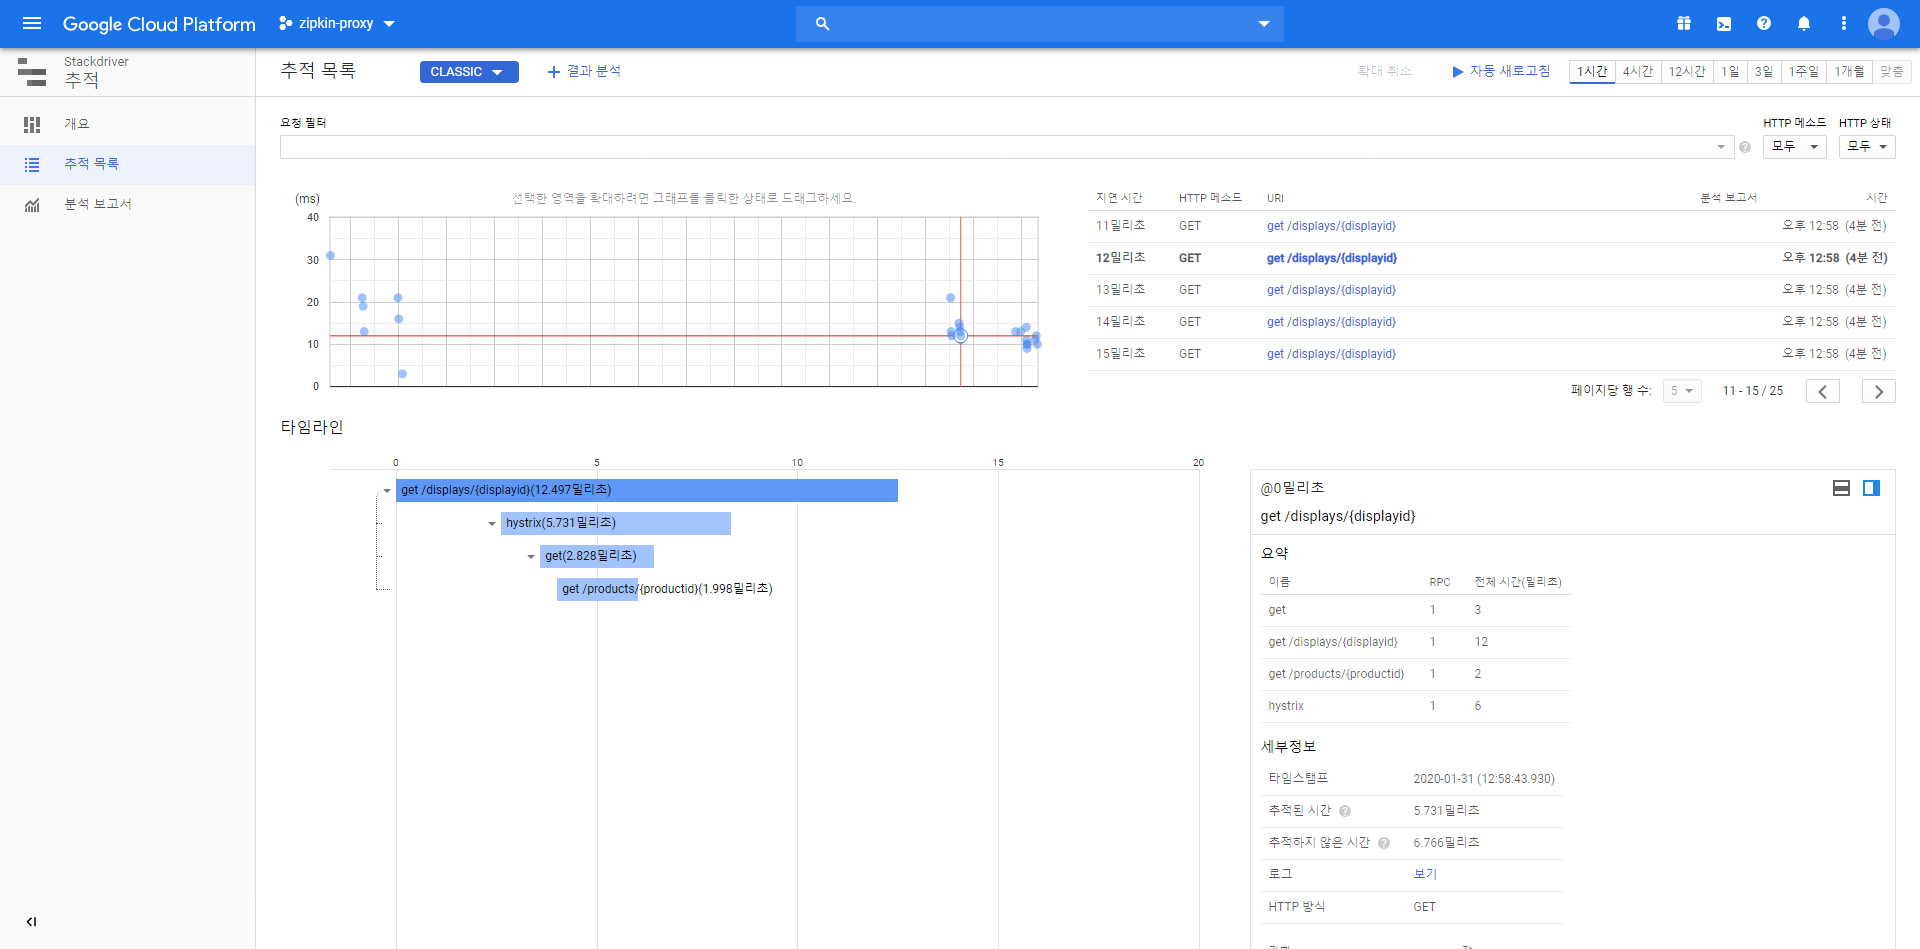 Google Cloud Platform
zipkin-proxy
Stackdriver
추적
추적 목록
CLASSIC
결과 분석
확대 취소
자동 새로고침
1시간 4시간 12시간 1일 3일 1주일 1개월 맞춤
개요
추적 목록
분석 보고서
요청 필터
HTTP 메소드
HTTP 상태
모두
모두
(ms)
선택한 영역을 확대하려면 그래프를 클릭한 상태로 드래그하세요.
40
30
20
10
0
지연 시간 HTTP 메소드 URI 분석 보고서 시간
11밀리초 GET get /displays/{displayid} 오후 12:58 (4분 전)
12밀리초 GET get /displays/{displayid} 오후 12:58 (4분 전)
13밀리초 GET get /displays/{displayid} 오후 12:58 (4분 전)
14밀리초 GET get /displays/{displayid} 오후 12:58 (4분 전)
15밀리초 GET get /displays/{displayid} 오후 12:58 (4분 전)
페이지당 행 수: 5 11 - 15 / 25
타임라인
0 5 10 15 20
get /displays/{displayid}(12.497밀리초)
hystrix(5.731밀리초)
get(2.828밀리초)
get /products/{productid}(1.998밀리초)
@0밀리초
get /displays/{displayid}
요약
이름 RPC 전체 시간(밀리초)
get 1 3
get /displays/{displayid} 1 12
get /products/{productid} 1 2
hystrix 1 6
세부정보
타임스탬프 2020-01-31 (12:58:43.930)
추적된 시간 5.731밀리초
추적하지 않은 시간 6.766밀리초
로그 보기
HTTP 방식 GET